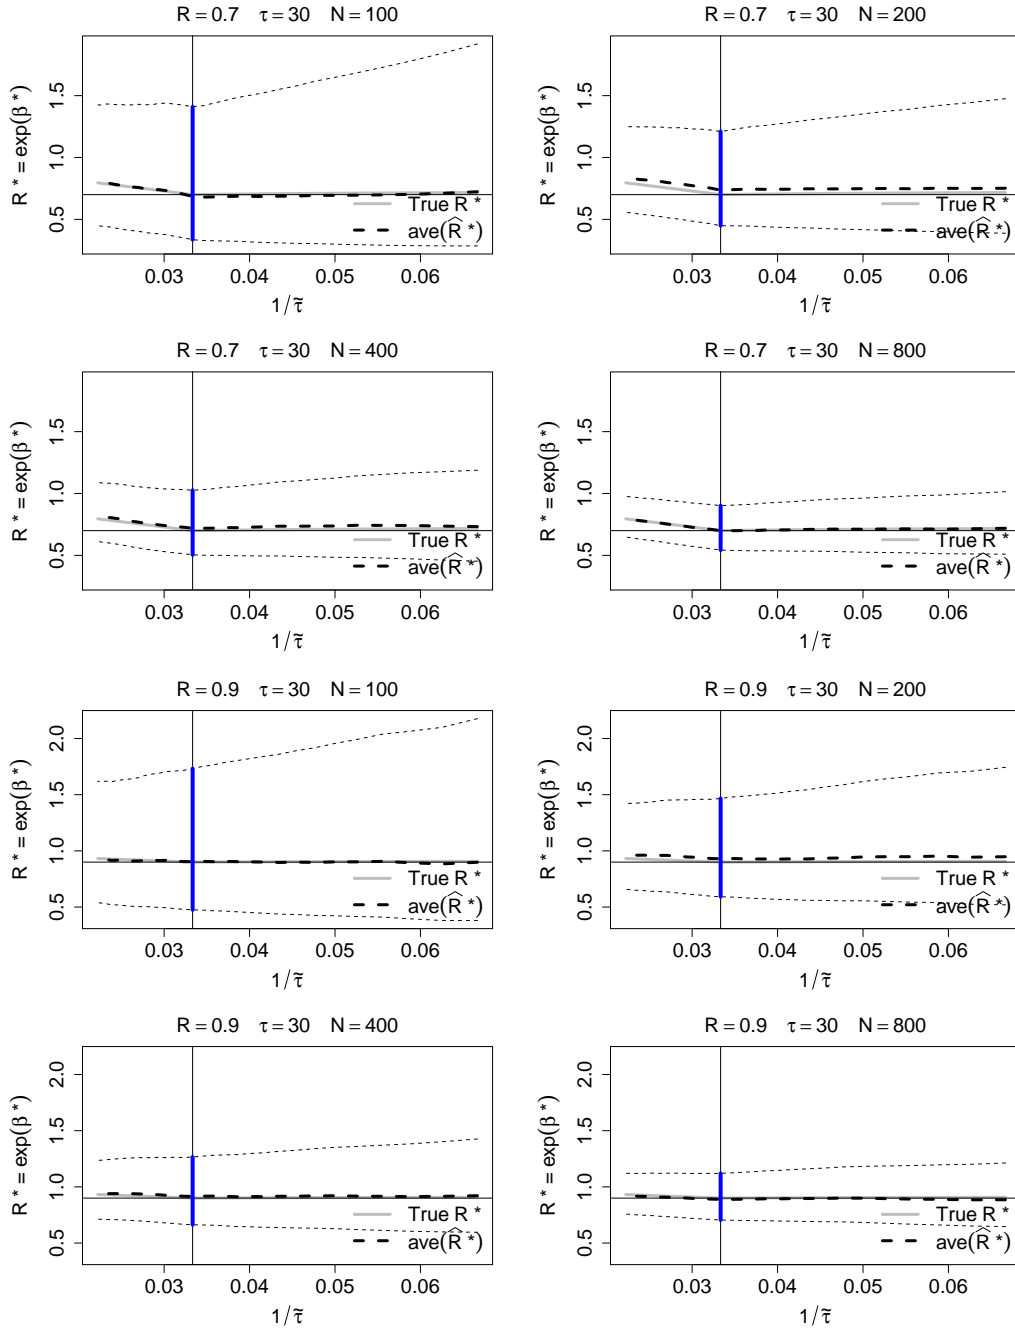 R = 0.7 τ = 30 N = 100
R * = exp(β *)
1.5
1.0
0.5
True R *
ave(R̂ *)
0.03 0.04 0.05 0.06
1/τ̃
R = 0.7 τ = 30 N = 200
R * = exp(β *)
1.5
1.0
0.5
True R *
ave(R̂ *)
0.03 0.04 0.05 0.06
1/τ̃
R = 0.7 τ = 30 N = 400
R * = exp(β *)
1.5
1.0
0.5
True R *
ave(R̂ *)
0.03 0.04 0.05 0.06
1/τ̃
R = 0.7 τ = 30 N = 800
R * = exp(β *)
1.5
1.0
0.5
True R *
ave(R̂ *)
0.03 0.04 0.05 0.06
1/τ̃
R = 0.9 τ = 30 N = 100
R * = exp(β *)
2.0
1.5
1.0
0.5
True R *
ave(R̂ *)
0.03 0.04 0.05 0.06
1/τ̃
R = 0.9 τ = 30 N = 200
R * = exp(β *)
2.0
1.5
1.0
0.5
True R *
ave(R̂ *)
0.03 0.04 0.05 0.06
1/τ̃
R = 0.9 τ = 30 N = 400
R * = exp(β *)
2.0
1.5
1.0
0.5
True R *
ave(R̂ *)
0.03 0.04 0.05 0.06
1/τ̃
R = 0.9 τ = 30 N = 800
R * = exp(β *)
2.0
1.5
1.0
0.5
True R *
ave(R̂ *)
0.03 0.04 0.05 0.06
1/τ̃